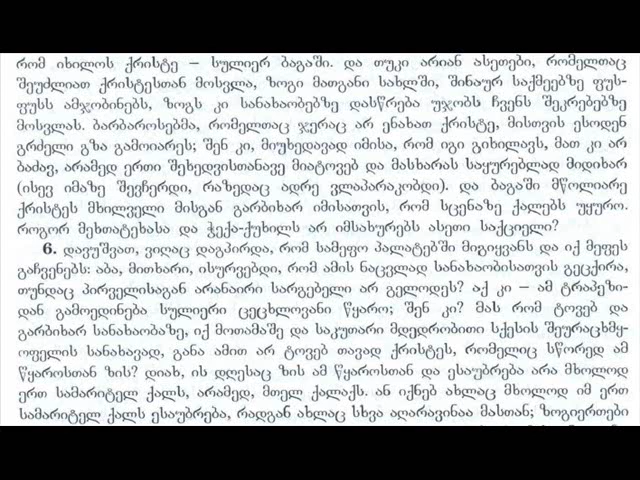 რომ იხილოს ქრისტე – სულიერ ბაგაში. და თუკი არიან ასეთები, რომელთაც
შეუძლიათ ქრისტესთან მოსვლა, ზოგი მათგანი სახლში, შინაურ საქმეებზე ფუს-
ფუსს ამჯობინებს, ზოგს კი სანახაობებზე დასწრება უჯობს ჩვენს შეკრებებზე
მოსვლას. ბარბაროსებმა, რომელთაც ჯერაც არ ენახათ ქრისტე, მისთვის ესოდენ
გრძელი გზა გამოიარეს; შენ კი, მიუხედავად იმისა, რომ იგი გიხილავს, მათ კი არ
ბაძავ, არამედ ერთი შეხედვისთანავე მიატოვებ და მასხარას საყურებლად მიდიხარ
(ისევ იმაზე შევჩერდი, რაზედაც ადრე ვლაპარაკობდი). და ბაგაში მწოლიარე
ქრისტეს მხილველი მისგან გარბიხარ იმისათვის, რომ სცენაზე ქალებს უყურო.
როგორ მეხთატეხასა და ჭექა-ქუხილს არ იმსახურებს ასეთი საქციელი?
6. დავუშვათ, ვიღაც დაგპირდა, რომ სამეფო პალატებში მიგიყვანს და იქ მეფეს
გაჩვენებს: აბა, მითხარი, ისურვებდი, რომ ამის ნაცვლად სანახაობისათვის გეცქირა,
თუნდაც პირველისაგან არანაირი სარგებელი არ გელოდეს? აქ კი – ამ ტრაპეზი-
დან გამოედინება სულიერი ცეცხლოვანი წყარო; შენ კი? მას რომ ტოვებ და
გარბიხარ სანახაობაზე, იქ მოთამაშე და საკუთარი მდედრობითი სქესის შეურაცხმყ-
ოფელის სანახავად, განა ამით არ ტოვებ თავად ქრისტეს, რომელიც სწორედ ამ
წყაროსთან ზის? დიახ, ის დღესაც ზის ამ წყაროსთან და ესაუბრება არა მხოლოდ
ერთ სამარიტელ ქალს, არამედ, მთელ ქალაქს. ან იქნებ ახლაც მხოლოდ იმ ერთ
სამარიტელ ქალს ესაუბრება, რადგან ახლაც სხვა აღარავინაა მასთან; ზოგიერთები